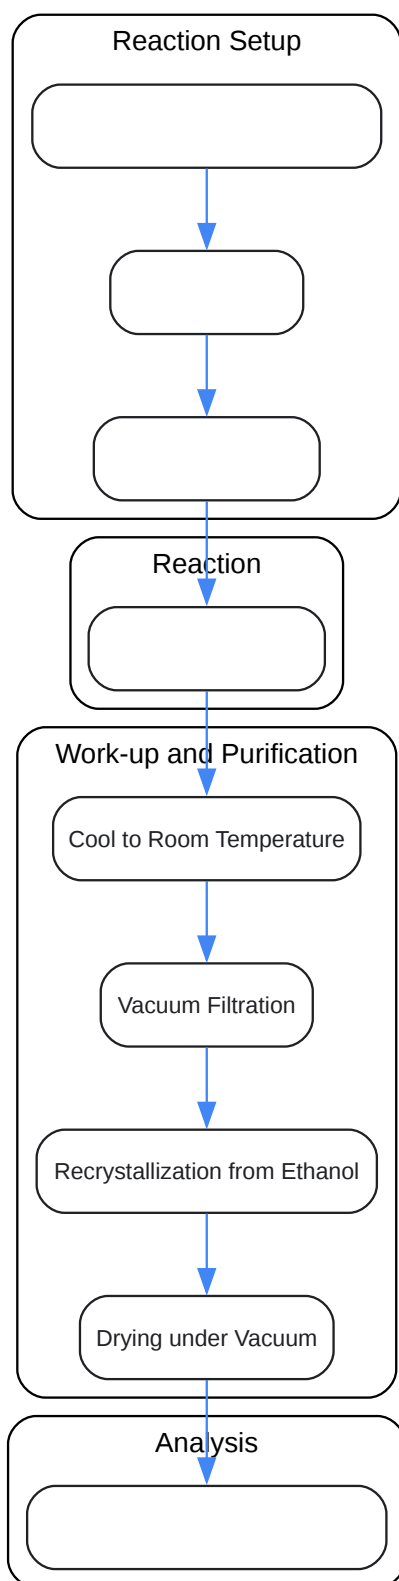 Reaction Setup
Reaction
Work-up and Purification
Cool to Room Temperature
Vacuum Filtration
Recrystallization from Ethanol
Drying under Vacuum
Analysis